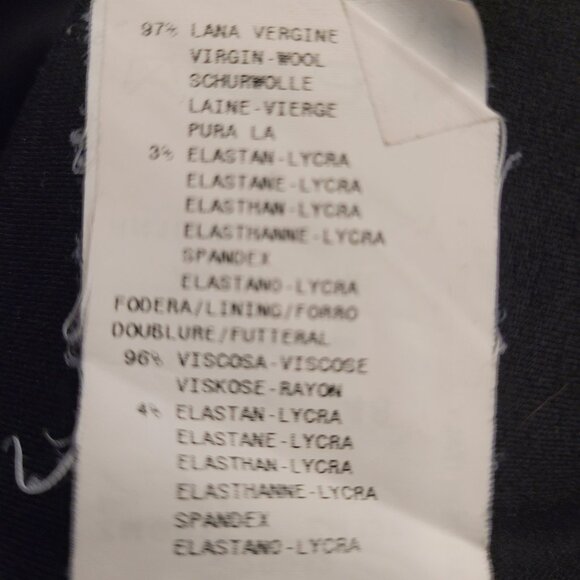 97% LANA VERGINE
VIRGIN-WOOL
SCHURWOLLE
LAINE-VIERGE
PURA LA
3% ELASTAN-LYCRA
ELASTANE-LYCRA
ELASTHAN-LYCRA
ELASTHANNE-LYCRA
SPANDEX
ELASTANO-LYCRA
FODERA/LINING/FORRO
DOUBLURE/FUTTERAL
96% VISCOSA-VISCOSE
VISKOSE-RAYON
4% ELASTAN-LYCRA
ELASTANE-LYCRA
ELASTHAN-LYCRA
ELASTHANNE-LYCRA
SPANDEX
ELASTANO-LYCRA